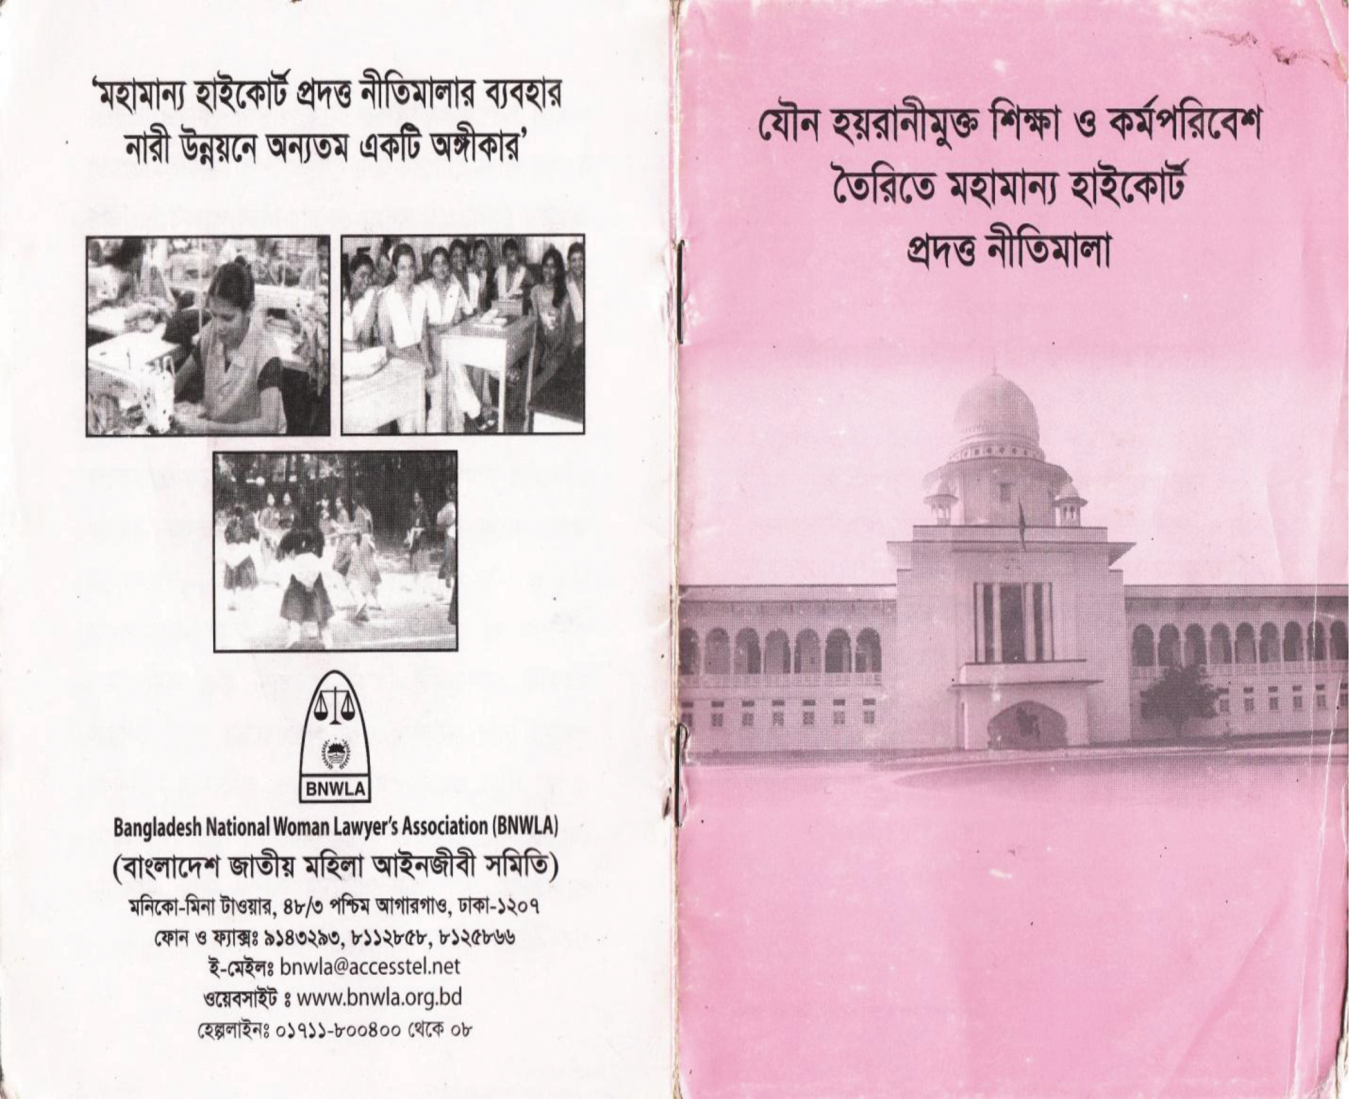 ‘মহামান্য হাইকোর্ট প্রদত্ত নীতিমালার ব্যবহার
নারী উন্নয়নে অন্যতম একটি অঙ্গীকার’
BNWLA
Bangladesh National Woman Lawyer's Association (BNWLA)
(বাংলাদেশ জাতীয় মহিলা আইনজীবী সমিতি)
মনিকো-মিনা টাওয়ার, ৪৮/৩ পশ্চিম আগারগাও, ঢাকা-১২০৭
ফোন ও ফ্যাক্সঃ ৯১৪৩২৯৩, ৮১১২৮৫৮, ৮১২৫৮৬৬
ই-মেইলঃ bnwla@accesstel.net
ওয়েবসাইট ঃ www.bnwla.org.bd
হেল্পলাইনঃ ০১৭১১-৮০০৪০০ থেকে ০৮
যৌন হয়রানীমুক্ত শিক্ষা ও কর্মপরিবেশ
তৈরিতে মহামান্য হাইকোর্ট
প্রদত্ত নীতিমালা